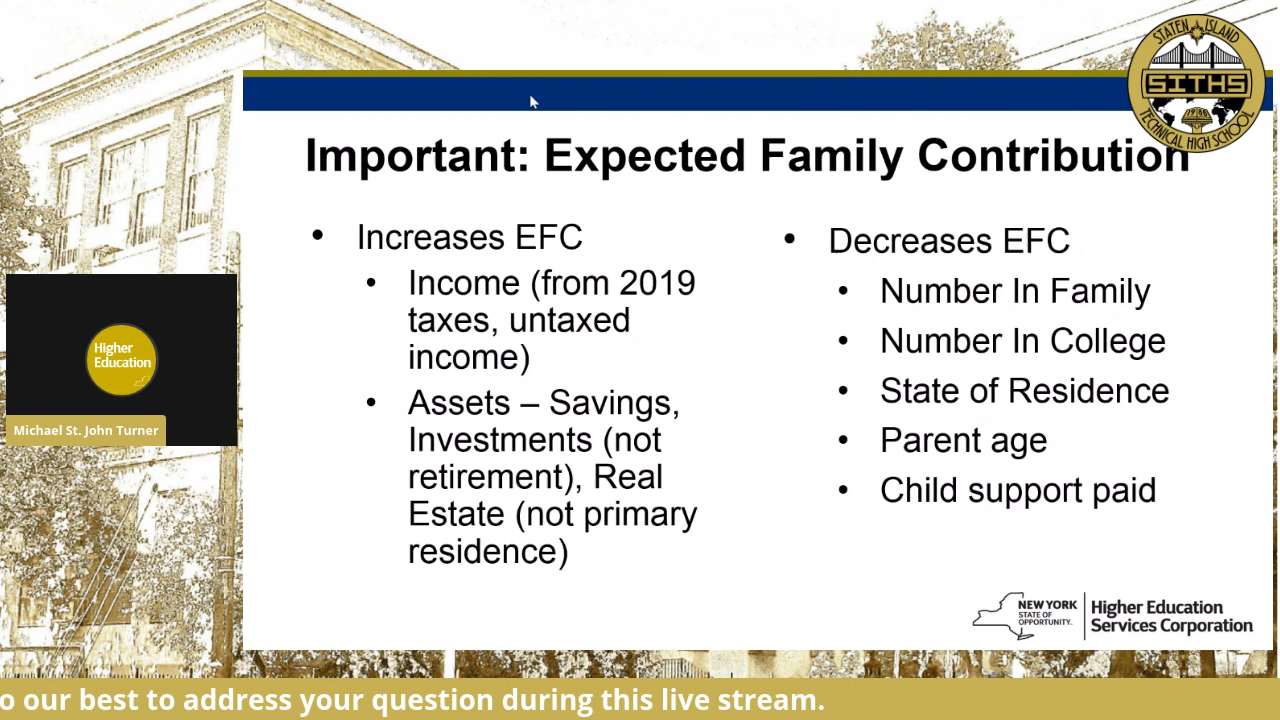 STATEN ISLAND
SITHS
TECHNICAL HIGH SCHOOL
Important: Expected Family Contribution
• Increases EFC
• Income (from 2019
taxes, untaxed
income)
• Assets – Savings,
Investments (not
retirement), Real
Estate (not primary
residence)
• Decreases EFC
• Number In Family
• Number In College
• State of Residence
• Parent age
• Child support paid
Higher
Education
Michael St. John Turner
NEW YORK
STATE OF
OPPORTUNITY.
Higher Education
Services Corporation
o our best to address your question during this live stream.